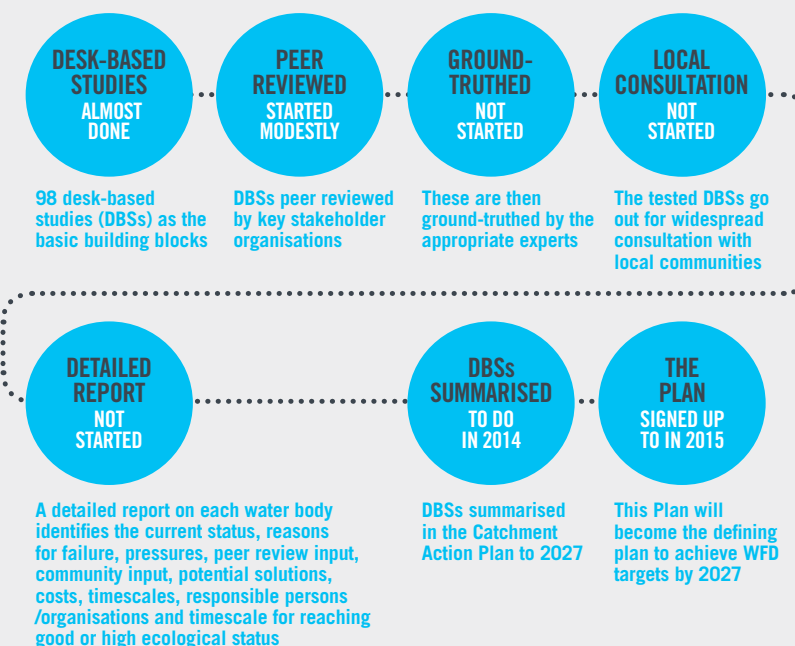 DESK-BASED
STUDIES
ALMOST
DONE
98 desk-based
studies (DBSs) as the
basic building blocks
PEER
REVIEWED
STARTED
MODESTLY
DBSs peer reviewed
by key stakeholder
organisations
GROUND-
TRUTHED
NOT
STARTED
These are then
ground-truthed by the
appropriate experts
LOCAL
CONSULTATION
NOT
STARTED
The tested DBSs go
out for widespread
consultation with
local communities
DETAILED
REPORT
NOT
STARTED
A detailed report on each water body
identifies the current status, reasons
for failure, pressures, peer review input,
community input, potential solutions,
costs, timescales, responsible persons
/organisations and timescale for reaching
good or high ecological status
DBSs
SUMMARISED
TO DO
IN 2014
DBSs summarised
in the Catchment
Action Plan to 2027
THE
PLAN
SIGNED UP
TO IN 2015
This Plan will
become the defining
plan to achieve WFD
targets by 2027